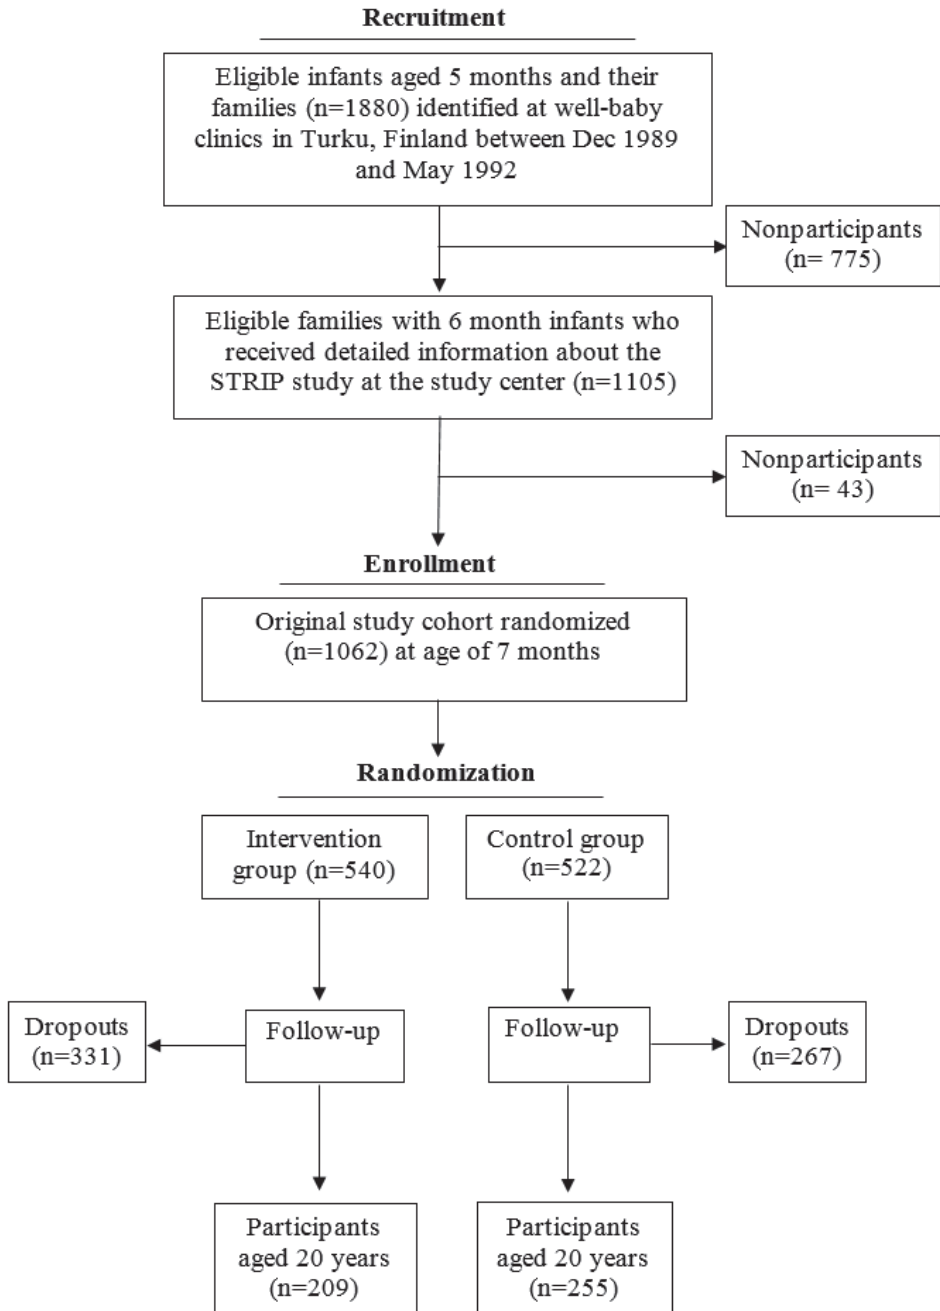 Recruitment
Eligible infants aged 5 months and their
families (n=1880) identified at well-baby
clinics in Turku, Finland between Dec 1989
and May 1992
Nonparticipants
(n= 775)
Eligible families with 6 month infants who
received detailed information about the
STRIP study at the study center (n=1105)
Nonparticipants
(n= 43)
Enrollment
Original study cohort randomized
(n=1062) at age of 7 months
Randomization
Intervention
group (n=540)
Control group
(n=522)
Dropouts
(n=331)
Follow-up
Follow-up
Dropouts
(n=267)
Participants
aged 20 years
(n=209)
Participants
aged 20 years
(n=255)